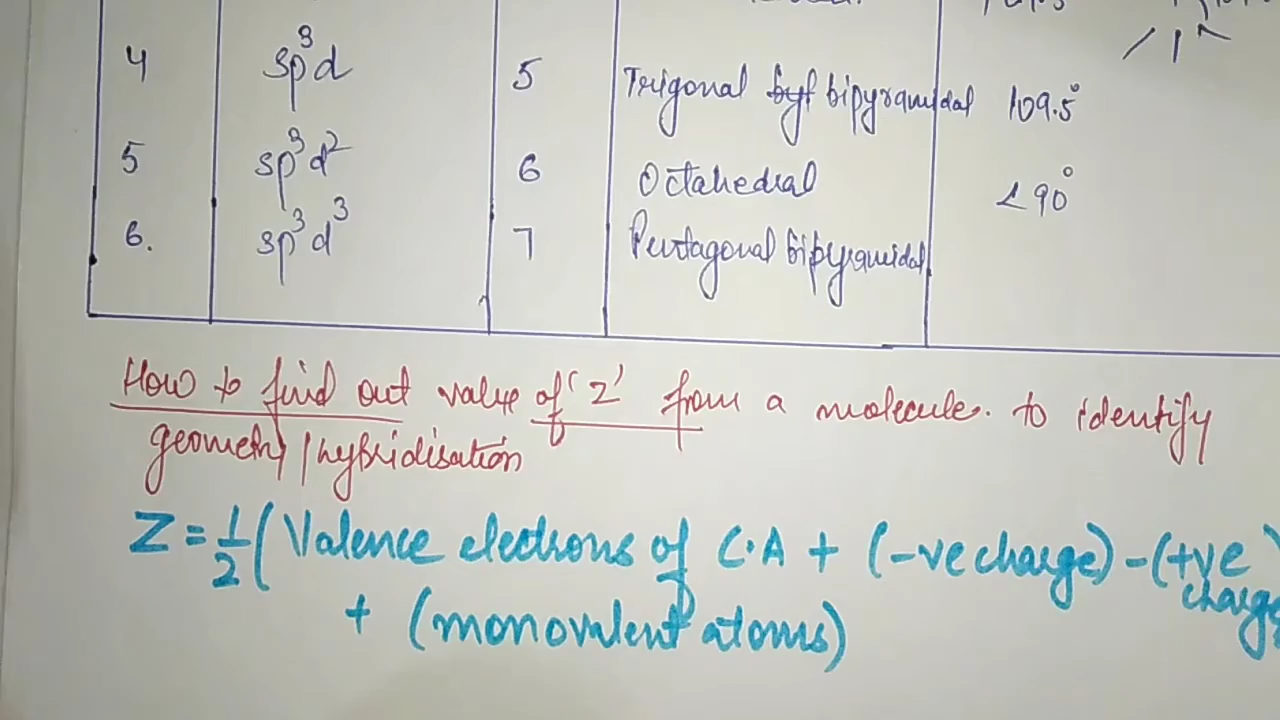 4 sp³d 5 Trigonal bipyramidal 109.5°
5 sp³d² 6 Octahedral <90°
6. sp³d³ 7 Pentagonal bipyramidal
How to find out value of 'Z' from a molecule. to identify
geometry / hybridisation
Z = 1/2 ( Valence electrons of C.A + (-ve charge) - (+ve charge)
+ (monovalent atoms)